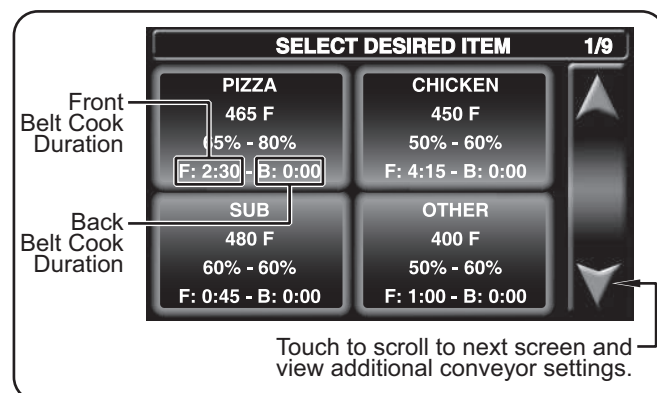 SELECT DESIRED ITEM 1/9
PIZZA
465 F
65% - 80%
F: 2:30 - B: 0:00
CHICKEN
450 F
50% - 60%
F: 4:15 - B: 0:00
SUB
480 F
60% - 60%
F: 0:45 - B: 0:00
OTHER
400 F
50% - 60%
F: 1:00 - B: 0:00
Front
Belt Cook
Duration
Back
Belt Cook
Duration
Touch to scroll to next screen and
view additional conveyor settings.